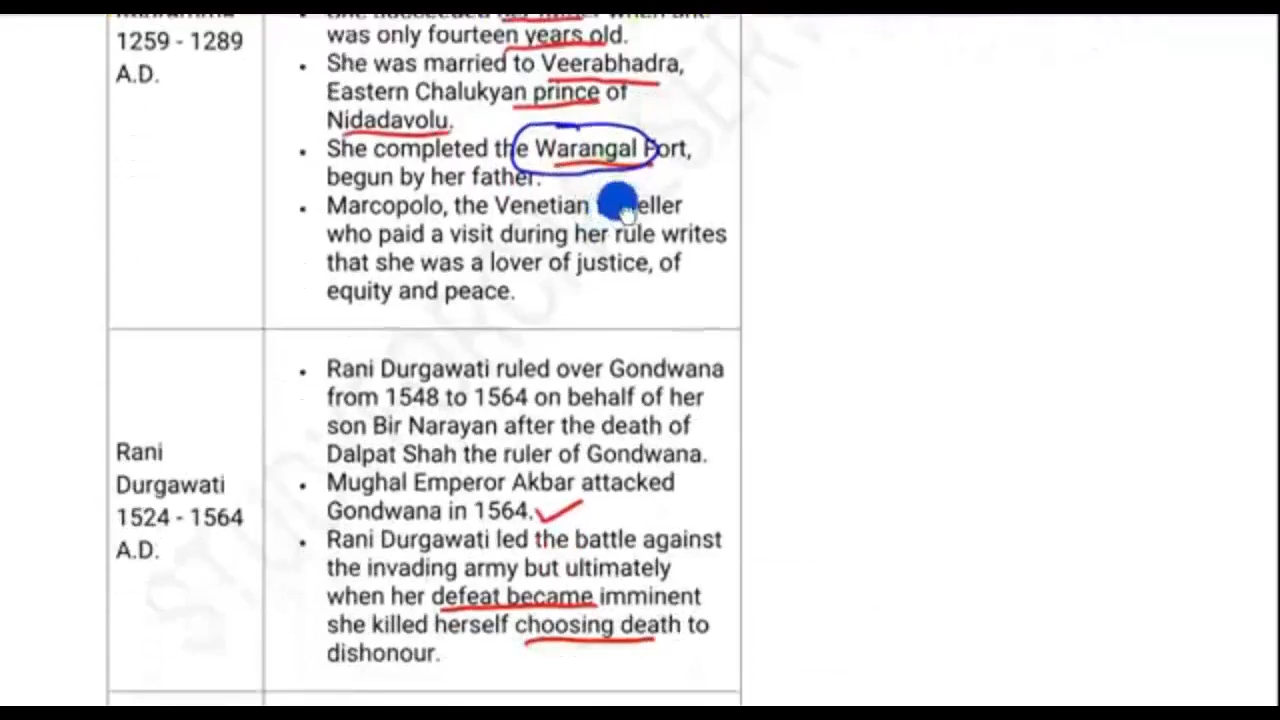 1259 - 1289
A.D.
was only fourteen years old.
She was married to Veerabhadra,
Eastern Chalukyan prince of
Nidadavolu.
She completed the Warangal Fort,
begun by her father.
Marcopolo, the Venetian
who paid a visit during her rule writes
that she was a lover of justice, of
equity and peace.
Rani
Durgawati
1524 - 1564
A.D.
Rani Durgawati ruled over Gondwana
from 1548 to 1564 on behalf of her
son Bir Narayan after the death of
Dalpat Shah the ruler of Gondwana.
Mughal Emperor Akbar attacked
Gondwana in 1564.
Rani Durgawati led the battle against
the invading army but ultimately
when her defeat became imminent
she killed herself choosing death to
dishonour.